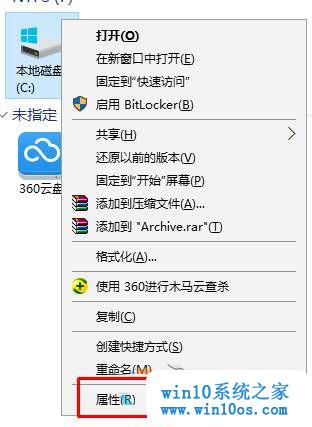 打开(O)
在新窗口中打开(E)
本地磁盘
(C:)
固定到"快速访问"
启用 BitLocker(B)
未指定
共享(H)
还原以前的版本(V)
固定到"开始"屏幕(P)
360云盘
添加到压缩文件(A)...
添加到 "Archive.rar"(T)
格式化(A)...
使用 360进行木马云查杀
复制(C)
创建快捷方式(S)
重命名(M)
属性(R)
win10系统之家
www.win10os.com